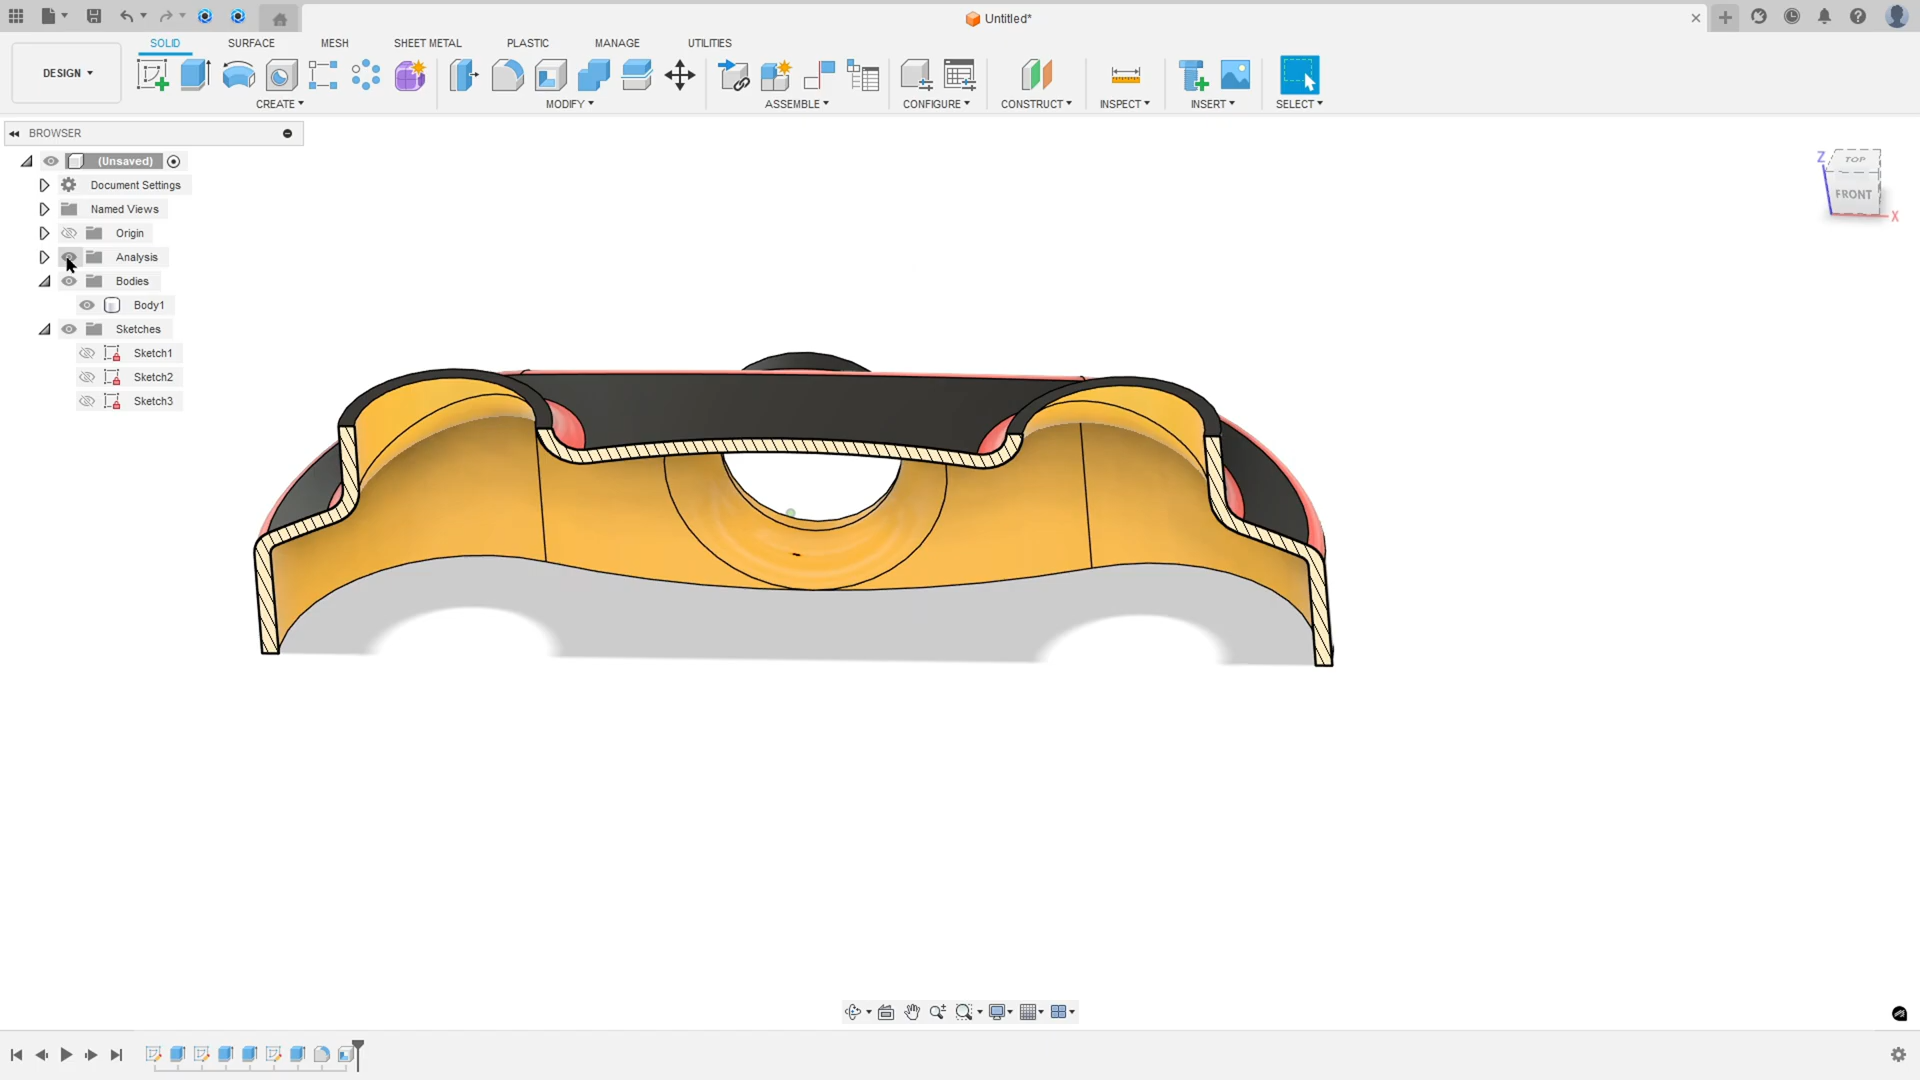 Untitled*
DESIGN
SOLID SURFACE MESH SHEET METAL PLASTIC MANAGE UTILITIES
CREATE MODIFY ASSEMBLE CONFIGURE CONSTRUCT INSPECT INSERT SELECT
BROWSER
(Unsaved)
Document Settings
Named Views
Origin
Analysis
Bodies
Body1
Sketches
Sketch1
Sketch2
Sketch3
Z
TOP
FRONT
X